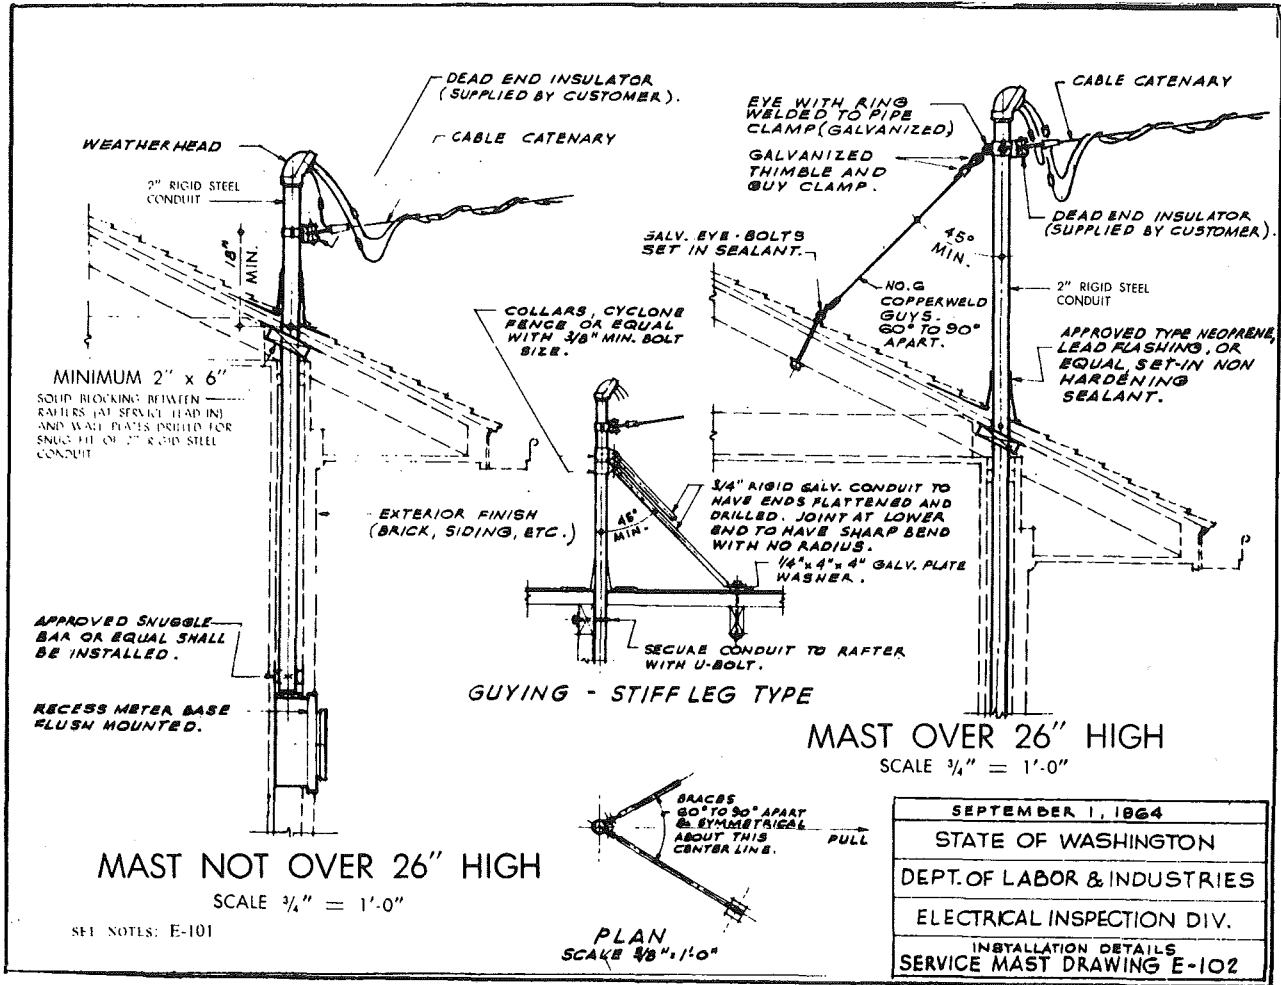 DEAD END INSULATOR
(SUPPLIED BY CUSTOMER).
CABLE CATENARY
WEATHERHEAD
2" RIGID STEEL
CONDUIT
18"
MIN.
MINIMUM 2" x 6"
SOLID BLOCKING BETWEEN
RAFTERS (AT SERVICE LEAD IN)
AND WALL PLATES DRILLED FOR
SNUG FIT OF 2" RIGID STEEL
CONDUIT
EXTERIOR FINISH
(BRICK, SIDING, ETC.)
APPROVED SNUGGLE
BAR OR EQUAL SHALL
BE INSTALLED.
RECESS METER BASE
FLUSH MOUNTED.
MAST NOT OVER 26" HIGH
SCALE 3/4" = 1'-0"
NOTES: E-101
COLLARS, CYCLONE
FENCE OR EQUAL
WITH 3/8" MIN. BOLT
SIZE.
45°
MIN.
3/4" RIGID GALV. CONDUIT TO
HAVE ENDS FLATTENED AND
DRILLED. JOINT AT LOWER
END TO HAVE SHARP BEND
WITH NO RADIUS.
1/4" x 4" x 4" GALV. PLATE
WASHER.
SECURE CONDUIT TO RAFTER
WITH U-BOLT.
GUYING - STIFF LEG TYPE
BRACES
60° TO 90° APART
& SYMMETRICAL
ABOUT THIS
CENTER LINE.
PULL
PLAN
SCALE 3/8" = 1'-0"
EYE WITH RING
WELDED TO PIPE
CLAMP (GALVANIZED)
GALVANIZED
THIMBLE AND
GUY CLAMP.
CABLE CATENARY
DEAD END INSULATOR
(SUPPLIED BY CUSTOMER).
GALV. EYE-BOLTS
SET IN SEALANT.
45°
MIN.
NO. 6
COPPERWELD
GUYS.
60° TO 90°
APART.
2" RIGID STEEL
CONDUIT
APPROVED TYPE NEOPRENE,
LEAD FLASHING, OR
EQUAL, SET-IN NON
HARDENING
SEALANT.
MAST OVER 26" HIGH
SCALE 3/4" = 1'-0"
SEPTEMBER 1, 1964
STATE OF WASHINGTON
DEPT. OF LABOR & INDUSTRIES
ELECTRICAL INSPECTION DIV.
INSTALLATION DETAILS
SERVICE MAST DRAWING E-102